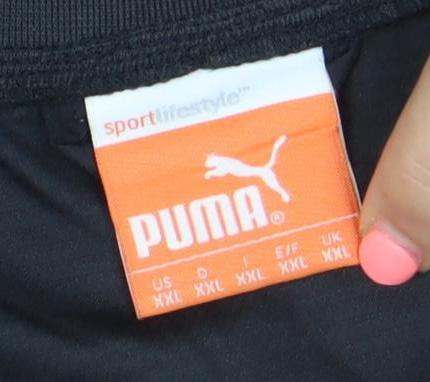 sportlifestyle™
PUMA®
US D I E/F UK
XXL XXL XXL XXL XXL